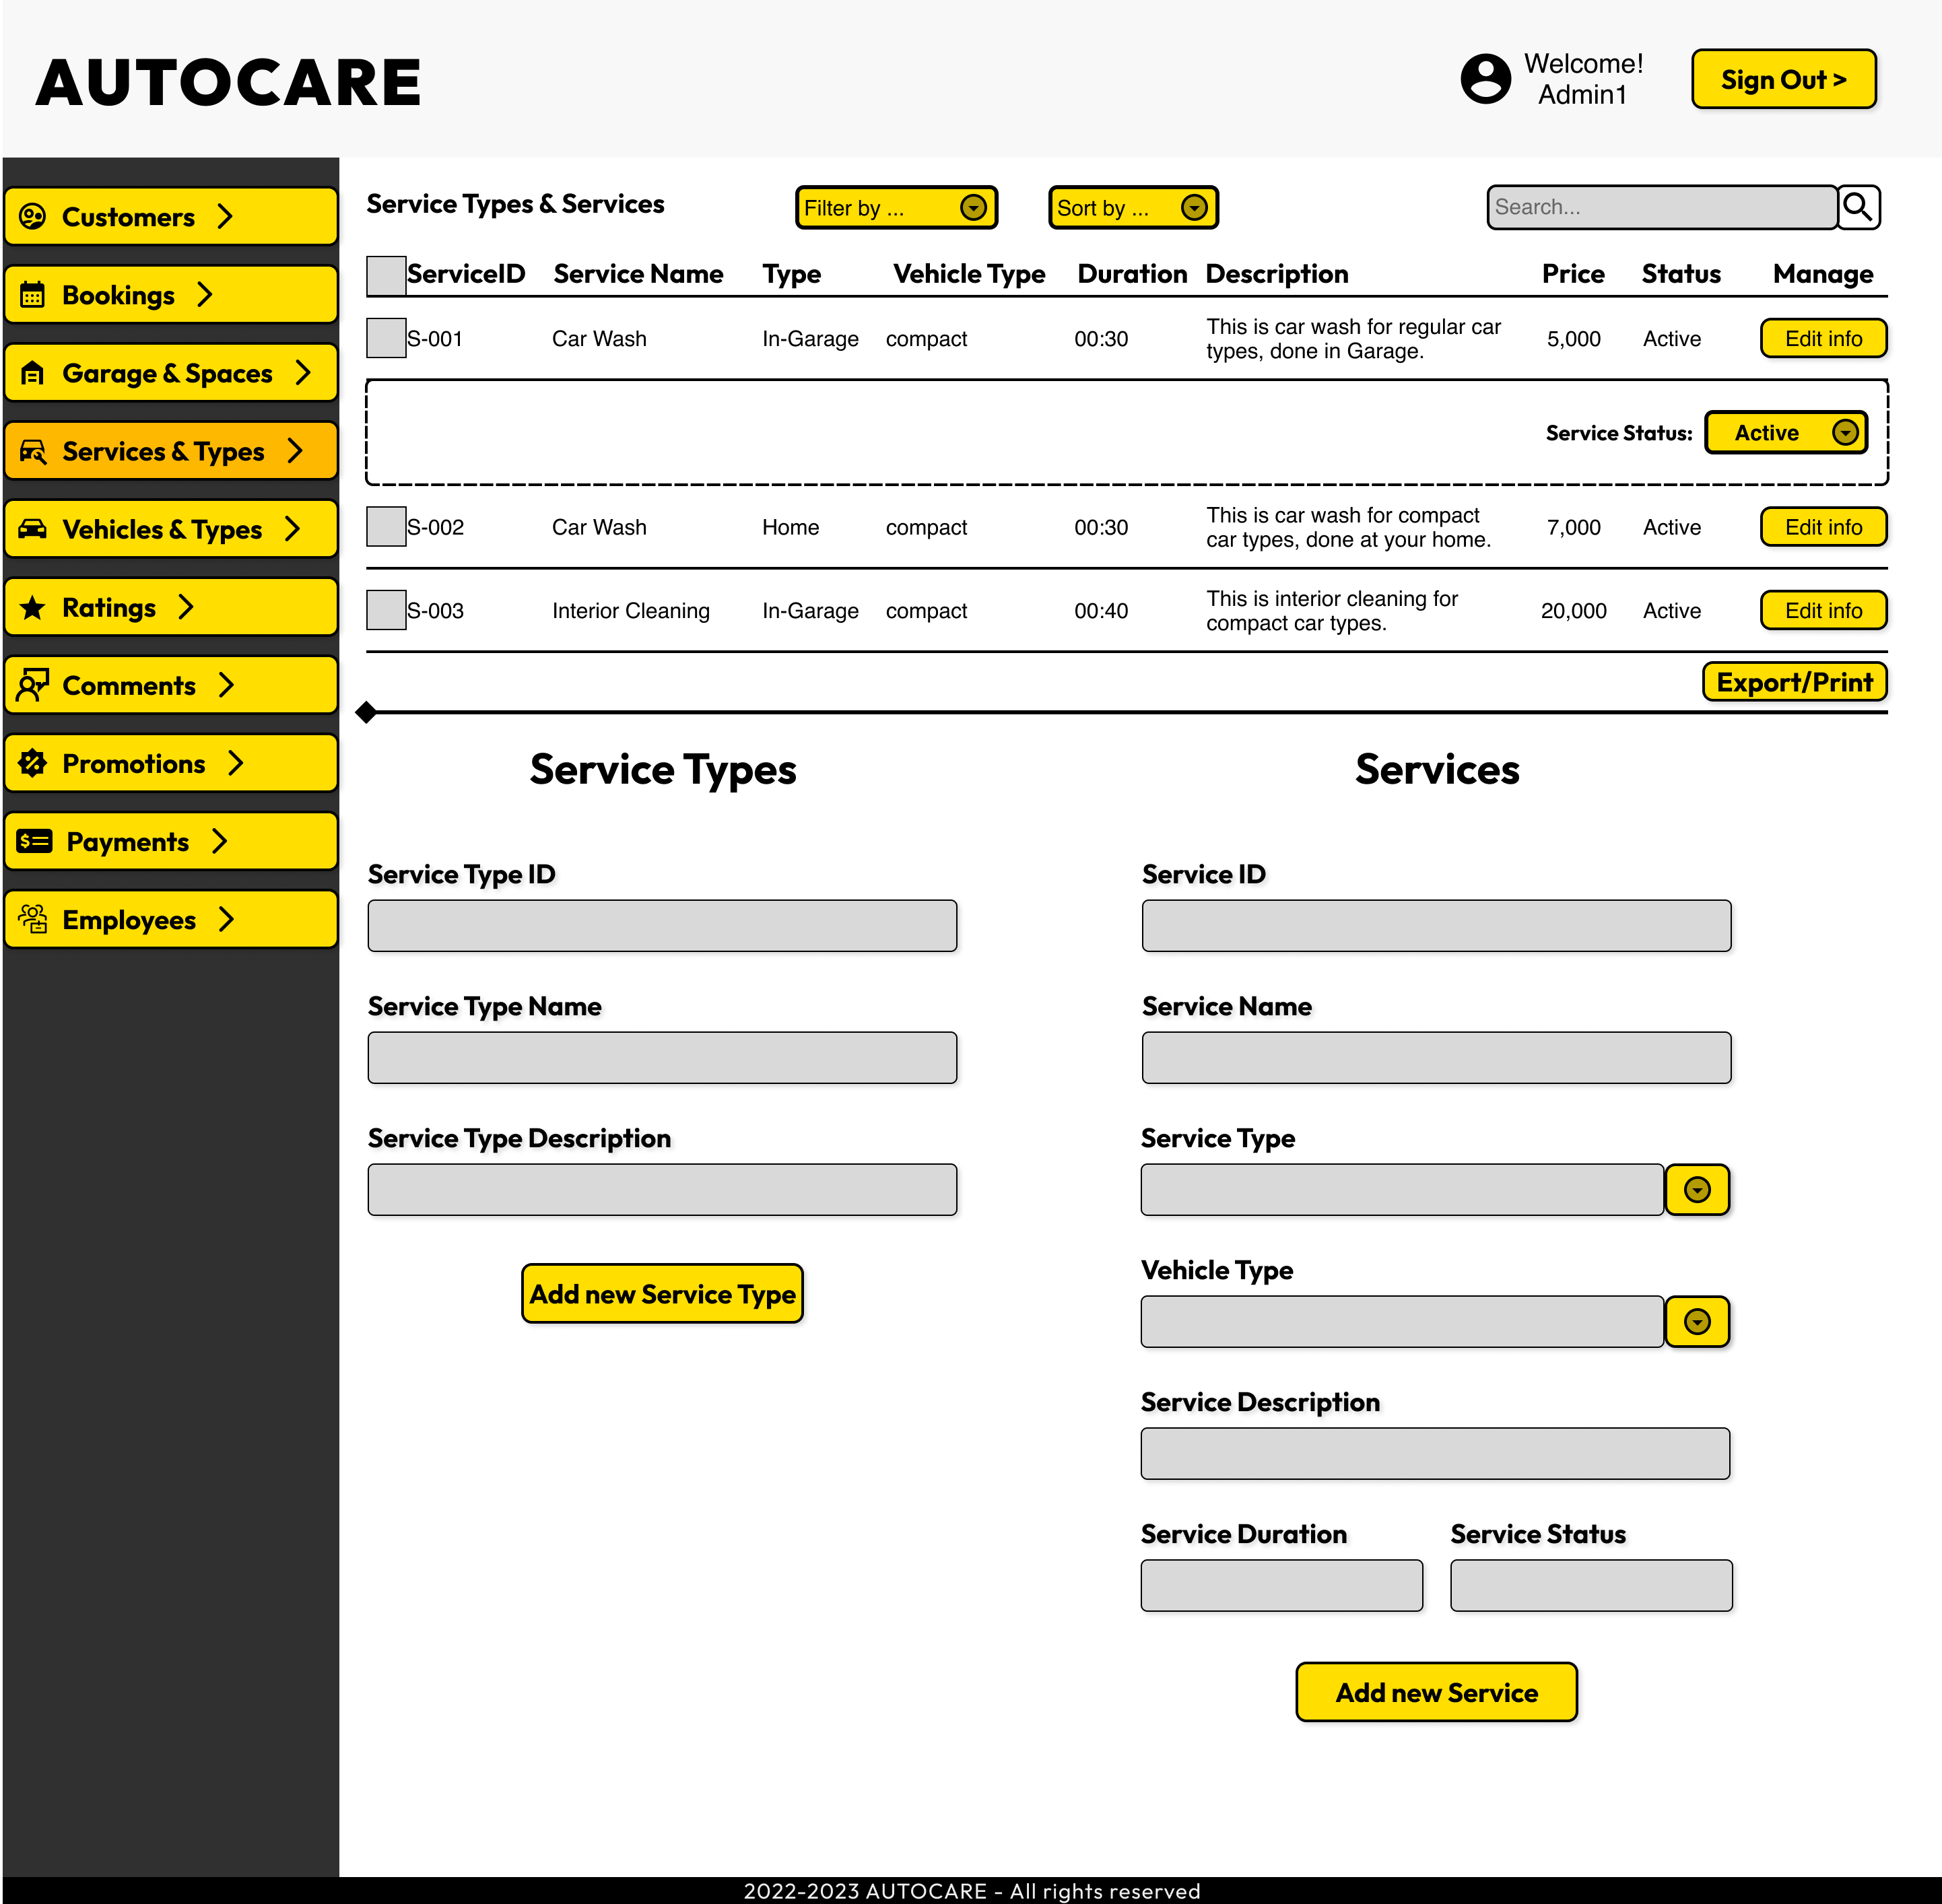 AUTOCARE
Welcome!
Admin1
Sign Out >
Customers
Bookings
Garage & Spaces
Services & Types
Vehicles & Types
Ratings
Comments
Promotions
Payments
Employees
Service Types & Services
Filter by ...
Sort by ...
Search...
ServiceID Service Name Type Vehicle Type Duration Description Price Status Manage
S-001 Car Wash In-Garage compact 00:30 This is car wash for regular car 5,000 Active Edit info
types, done in Garage.
Service Status: Active
S-002 Car Wash Home compact 00:30 This is car wash for compact 7,000 Active Edit info
car types, done at your home.
S-003 Interior Cleaning In-Garage compact 00:40 This is interior cleaning for 20,000 Active Edit info
compact car types.
Export/Print
Service Types
Service Type ID
Service Type Name
Service Type Description
Add new Service Type
Services
Service ID
Service Name
Service Type
Vehicle Type
Service Description
Service Duration Service Status
Add new Service
2022-2023 AUTOCARE - All rights reserved